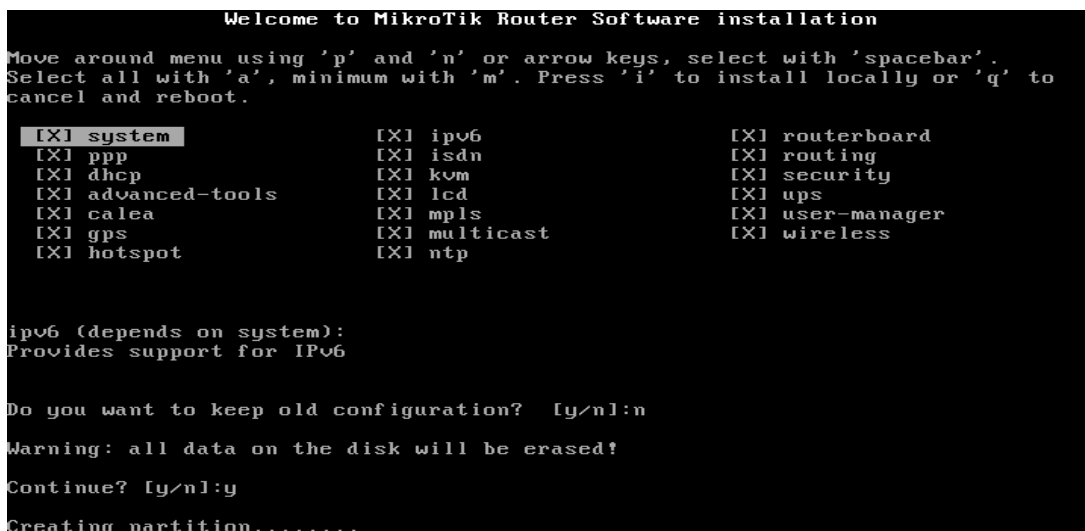 Welcome to MikroTik Router Software installation
Move around menu using 'p' and 'n' or arrow keys, select with 'spacebar'.
Select all with 'a', minimum with 'm'. Press 'i' to install locally or 'q' to
cancel and reboot.
[X] system [X] ipv6 [X] routerboard
[X] ppp [X] isdn [X] routing
[X] dhcp [X] kvm [X] security
[X] advanced-tools [X] lcd [X] ups
[X] calea [X] mpls [X] user-manager
[X] gps [X] multicast [X] wireless
[X] hotspot [X] ntp
ipv6 (depends on system):
Provides support for IPv6
Do you want to keep old configuration? [y/n]:n
Warning: all data on the disk will be erased!
Continue? [y/n]:y
Creating partition........